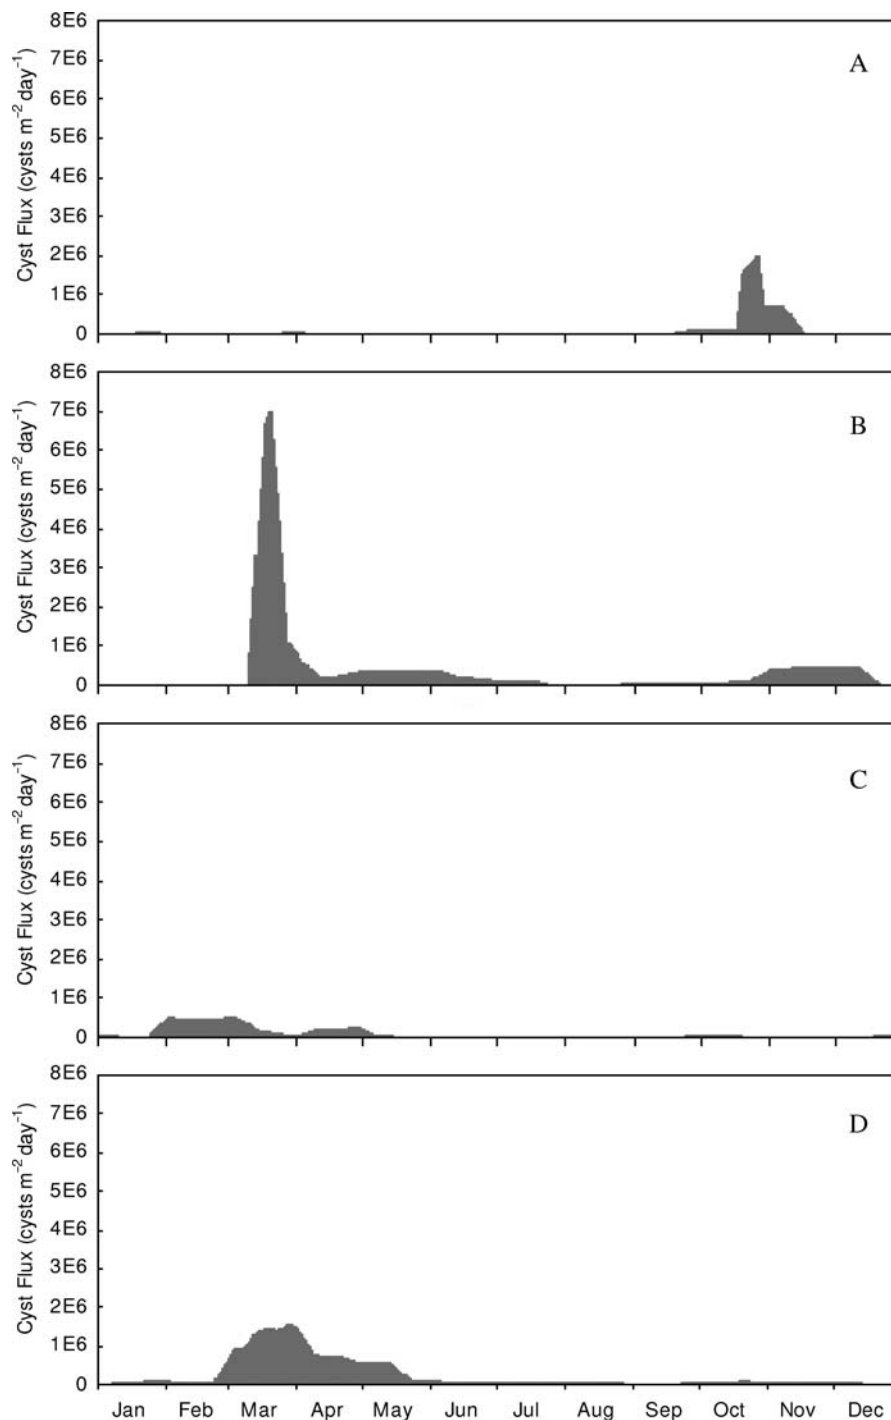 8E6
7E6
6E6
5E6
4E6
3E6
2E6
1E6
0
Cyst Flux (cysts m⁻² day⁻¹)
A
8E6
7E6
6E6
5E6
4E6
3E6
2E6
1E6
0
Cyst Flux (cysts m⁻² day⁻¹)
B
8E6
7E6
6E6
5E6
4E6
3E6
2E6
1E6
0
Cyst Flux (cysts m⁻² day⁻¹)
C
8E6
7E6
6E6
5E6
4E6
3E6
2E6
1E6
0
Cyst Flux (cysts m⁻² day⁻¹)
D
Jan Feb Mar Apr May Jun Jul Aug Sep Oct Nov Dec